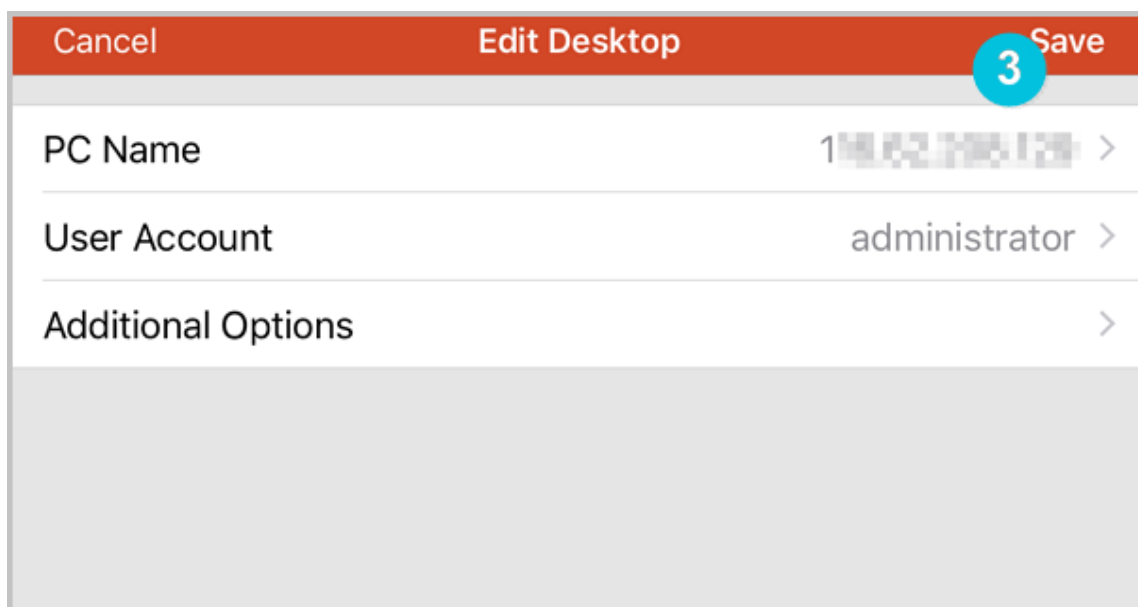 Cancel Edit Desktop Save
3
PC Name
User Account administrator
Additional Options